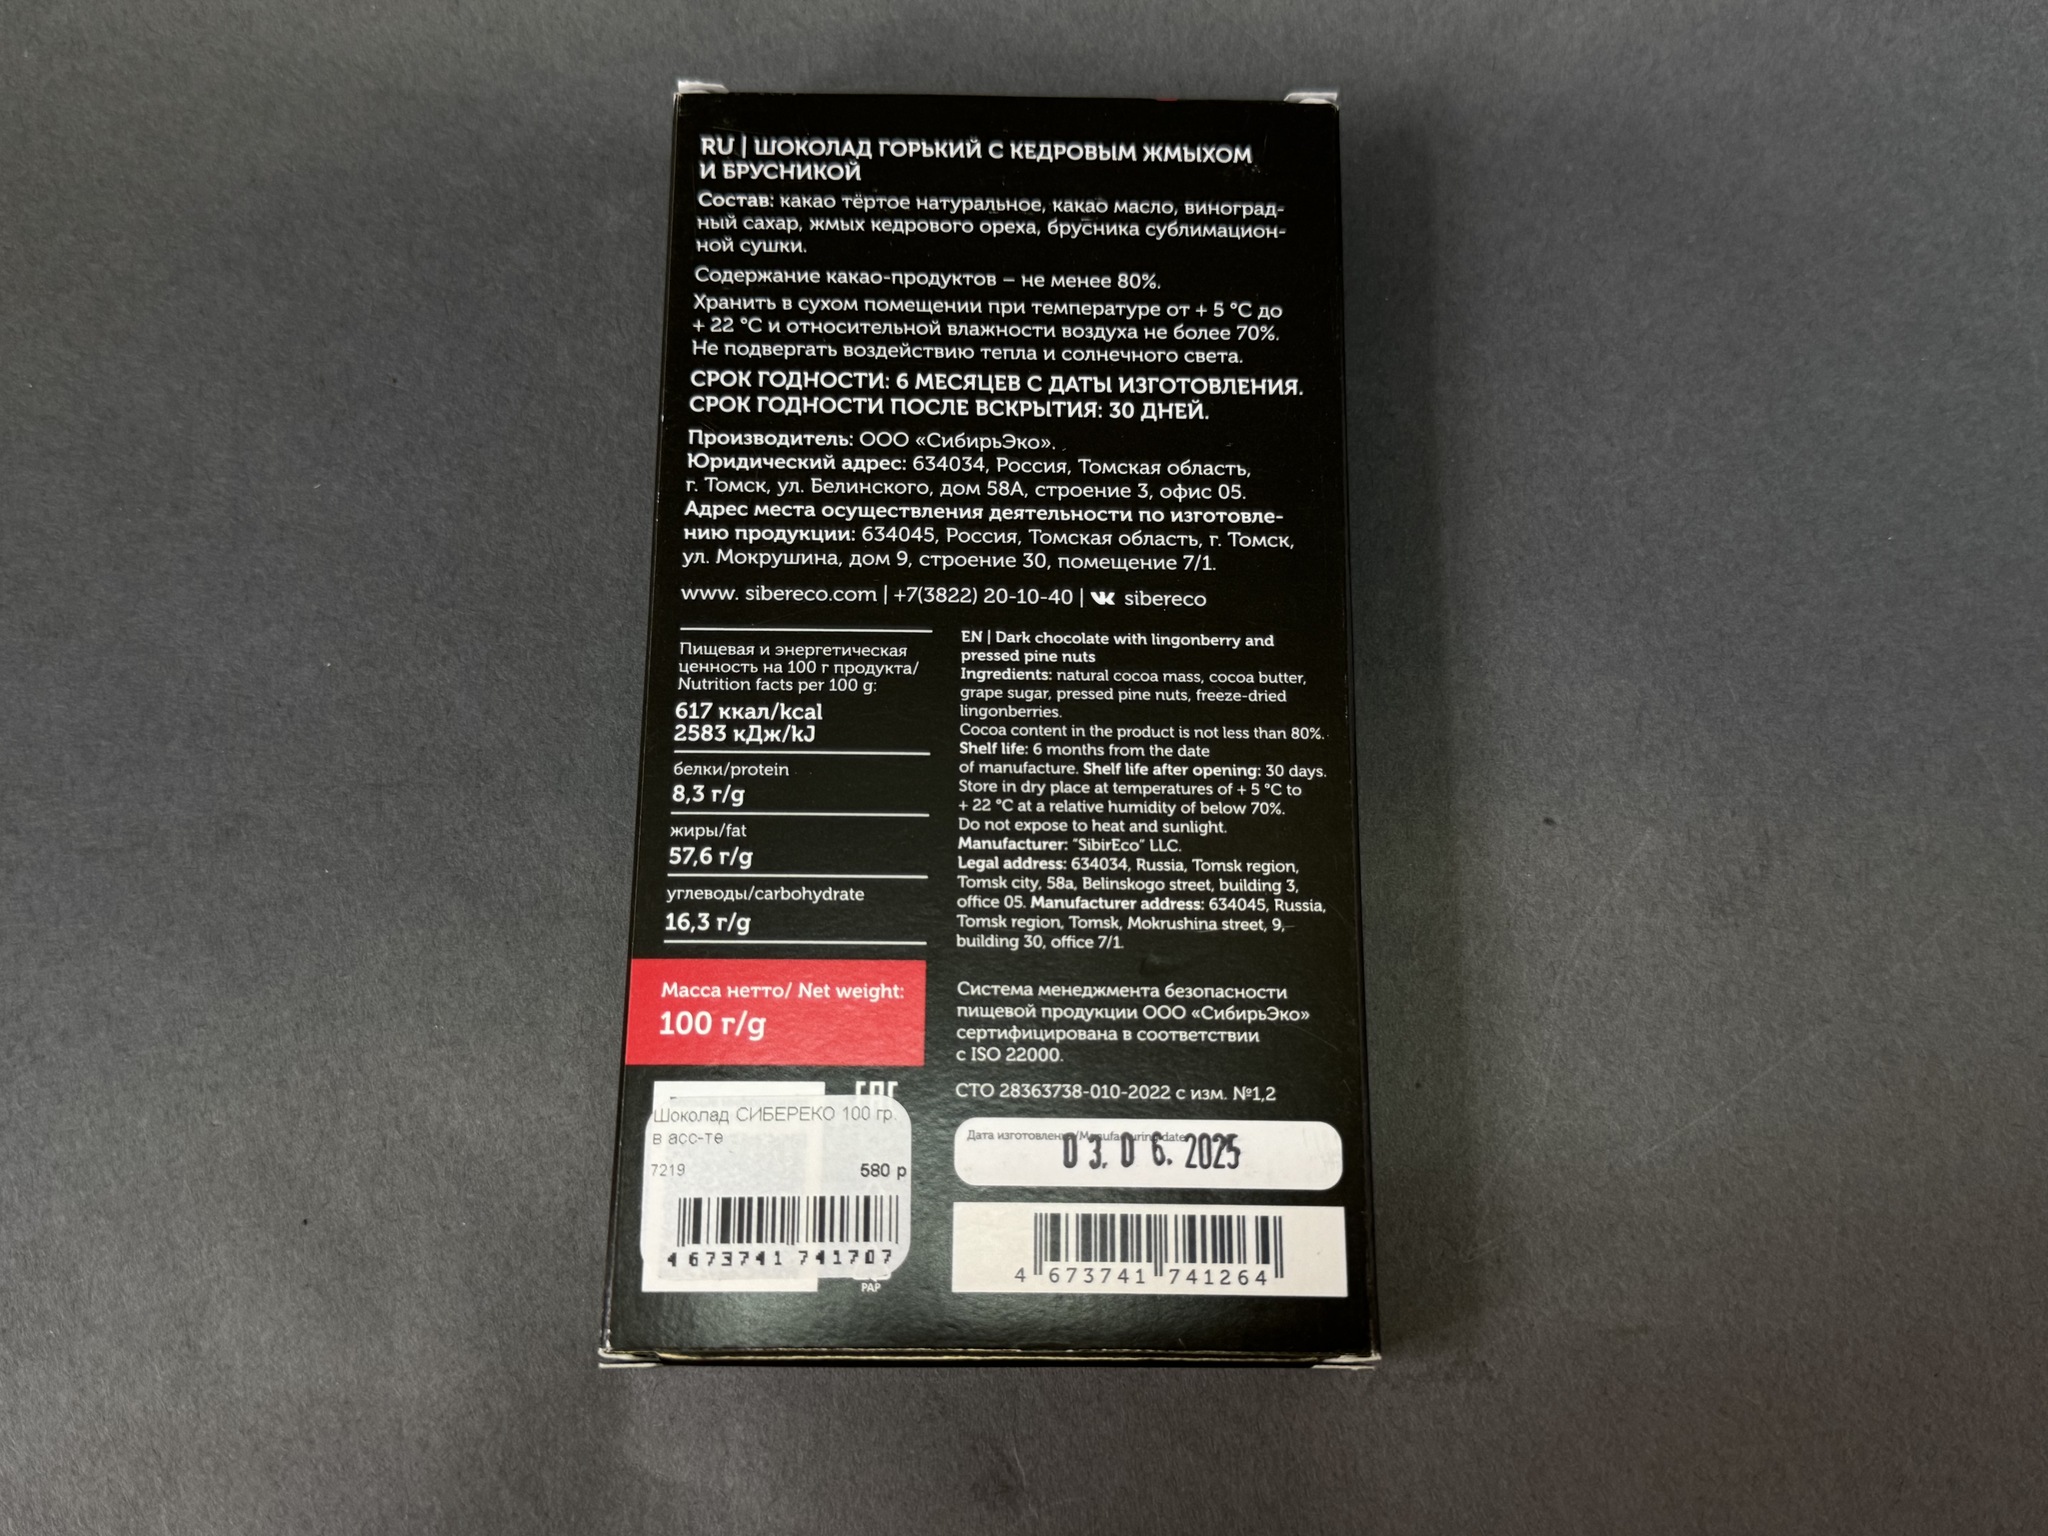 RU | ШОКОЛАД ГОРЬКИЙ С КЕДРОВЫМ ЖМЫХОМ
И БРУСНИКОЙ
Состав: какао тёртое натуральное, какао масло, виноград-
ный сахар, жмых кедрового ореха, брусника сублимацион-
ной сушки.
Содержание какао-продуктов – не менее 80%.
Хранить в сухом помещении при температуре от + 5 °C до
+ 22 °C и относительной влажности воздуха не более 70%.
Не подвергать воздействию тепла и солнечного света.
СРОК ГОДНОСТИ: 6 МЕСЯЦЕВ С ДАТЫ ИЗГОТОВЛЕНИЯ.
СРОК ГОДНОСТИ ПОСЛЕ ВСКРЫТИЯ: 30 ДНЕЙ.
Производитель: ООО «СибирьЭко».
Юридический адрес: 634034, Россия, Томская область,
г. Томск, ул. Белинского, дом 58А, строение 3, офис 05.
Адрес места осуществления деятельности по изготовле-
нию продукции: 634045, Россия, Томская область, г. Томск,
ул. Мокрушина, дом 9, строение 30, помещение 7/1.
www. sibereco.com | +7(3822) 20-10-40 | sibereco
Пищевая и энергетическая
ценность на 100 г продукта/
Nutrition facts per 100 g:
617 ккал/kcal
2583 кДж/kJ
белки/protein
8,3 г/g
жиры/fat
57,6 г/g
углеводы/carbohydrate
16,3 г/g
Масса нетто/ Net weight:
100 г/g
EN | Dark chocolate with lingonberry and
pressed pine nuts
Ingredients: natural cocoa mass, cocoa butter,
grape sugar, pressed pine nuts, freeze-dried
lingonberries.
Cocoa content in the product is not less than 80%.
Shelf life: 6 months from the date
of manufacture. Shelf life after opening: 30 days.
Store in dry place at temperatures of + 5 °C to
+ 22 °C at a relative humidity of below 70%.
Do not expose to heat and sunlight.
Manufacturer: "SibirEco" LLC.
Legal address: 634034, Russia, Tomsk region,
Tomsk city, 58a, Belinskogo street, building 3,
office 05. Manufacturer address: 634045, Russia,
Tomsk region, Tomsk, Mokrushina street, 9,
building 30, office 7/1.
Система менеджмента безопасности
пищевой продукции ООО «СибирьЭко»
сертифицирована в соответствии
с ISO 22000.
СТО 28363738-010-2022 с изм. №1,2
Шоколад СИБЕРЕКО 100 гр.
в асс-те
7219 580 р
4 673741 741707
PAP
Дата изготовления/Manufacturing date
03.06.2025
4 673741 741264